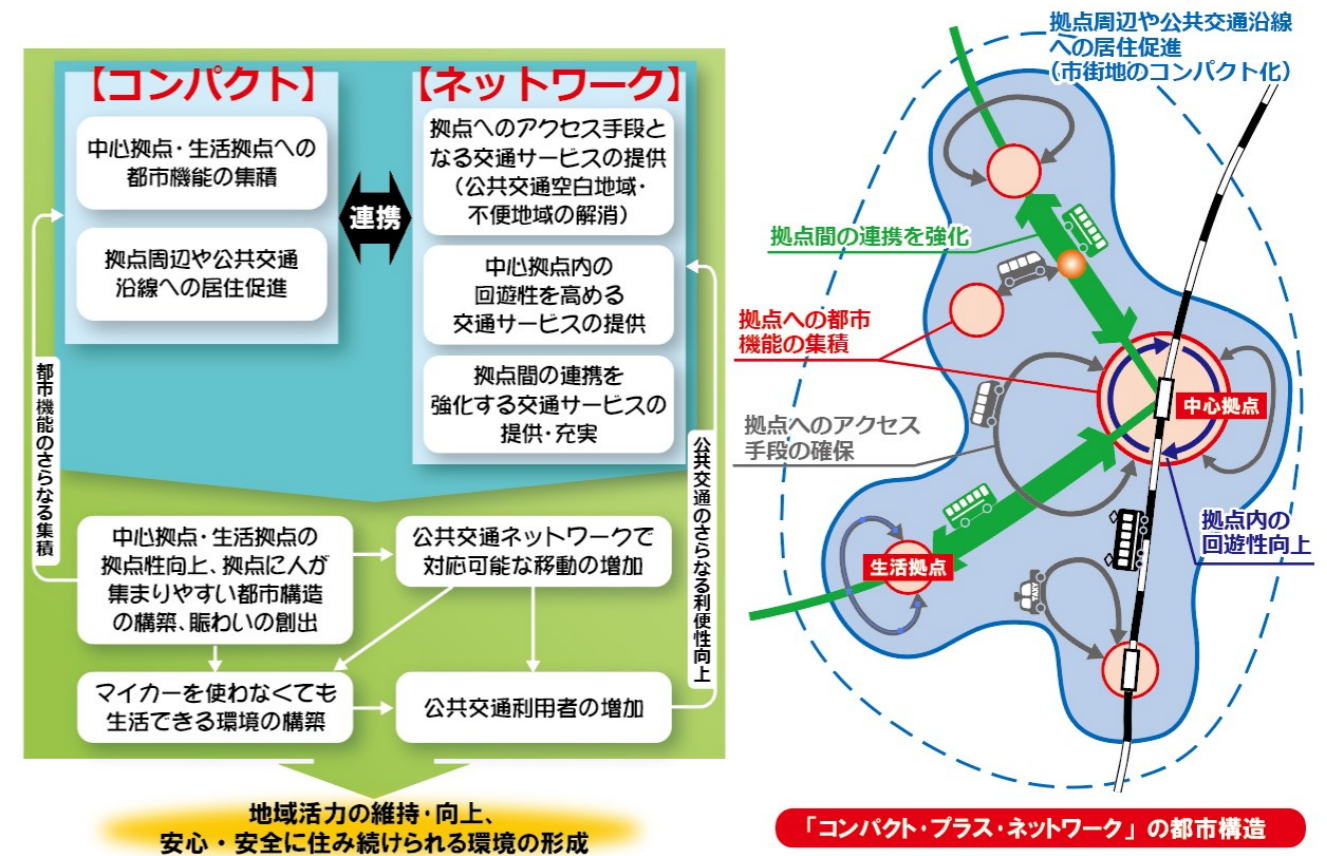 【コンパクト】
中心拠点・生活拠点への
都市機能の集積
拠点周辺や公共交通
沿線への居住促進
連携
【ネットワーク】
拠点へのアクセス手段と
なる交通サービスの提供
（公共交通空白地域・
不便地域の解消）
中心拠点内の
回遊性を高める
交通サービスの提供
拠点間の連携を
強化する交通サービスの
提供・充実
都市機能のさらなる集積
公共交通のさらなる利便性向上
中心拠点・生活拠点の
拠点性向上、拠点に人が
集まりやすい都市構造
の構築、賑わいの創出
公共交通ネットワークで
対応可能な移動の増加
マイカーを使わなくても
生活できる環境の構築
公共交通利用者の増加
地域活力の維持・向上、
安心・安全に住み続けられる環境の形成
拠点周辺や公共交通沿線
への居住促進
（市街地のコンパクト化）
拠点間の連携を強化
拠点への都市
機能の集積
中心拠点
拠点へのアクセス
手段の確保
拠点内の
回遊性向上
生活拠点
TAXI
「コンパクト・プラス・ネットワーク」の都市構造